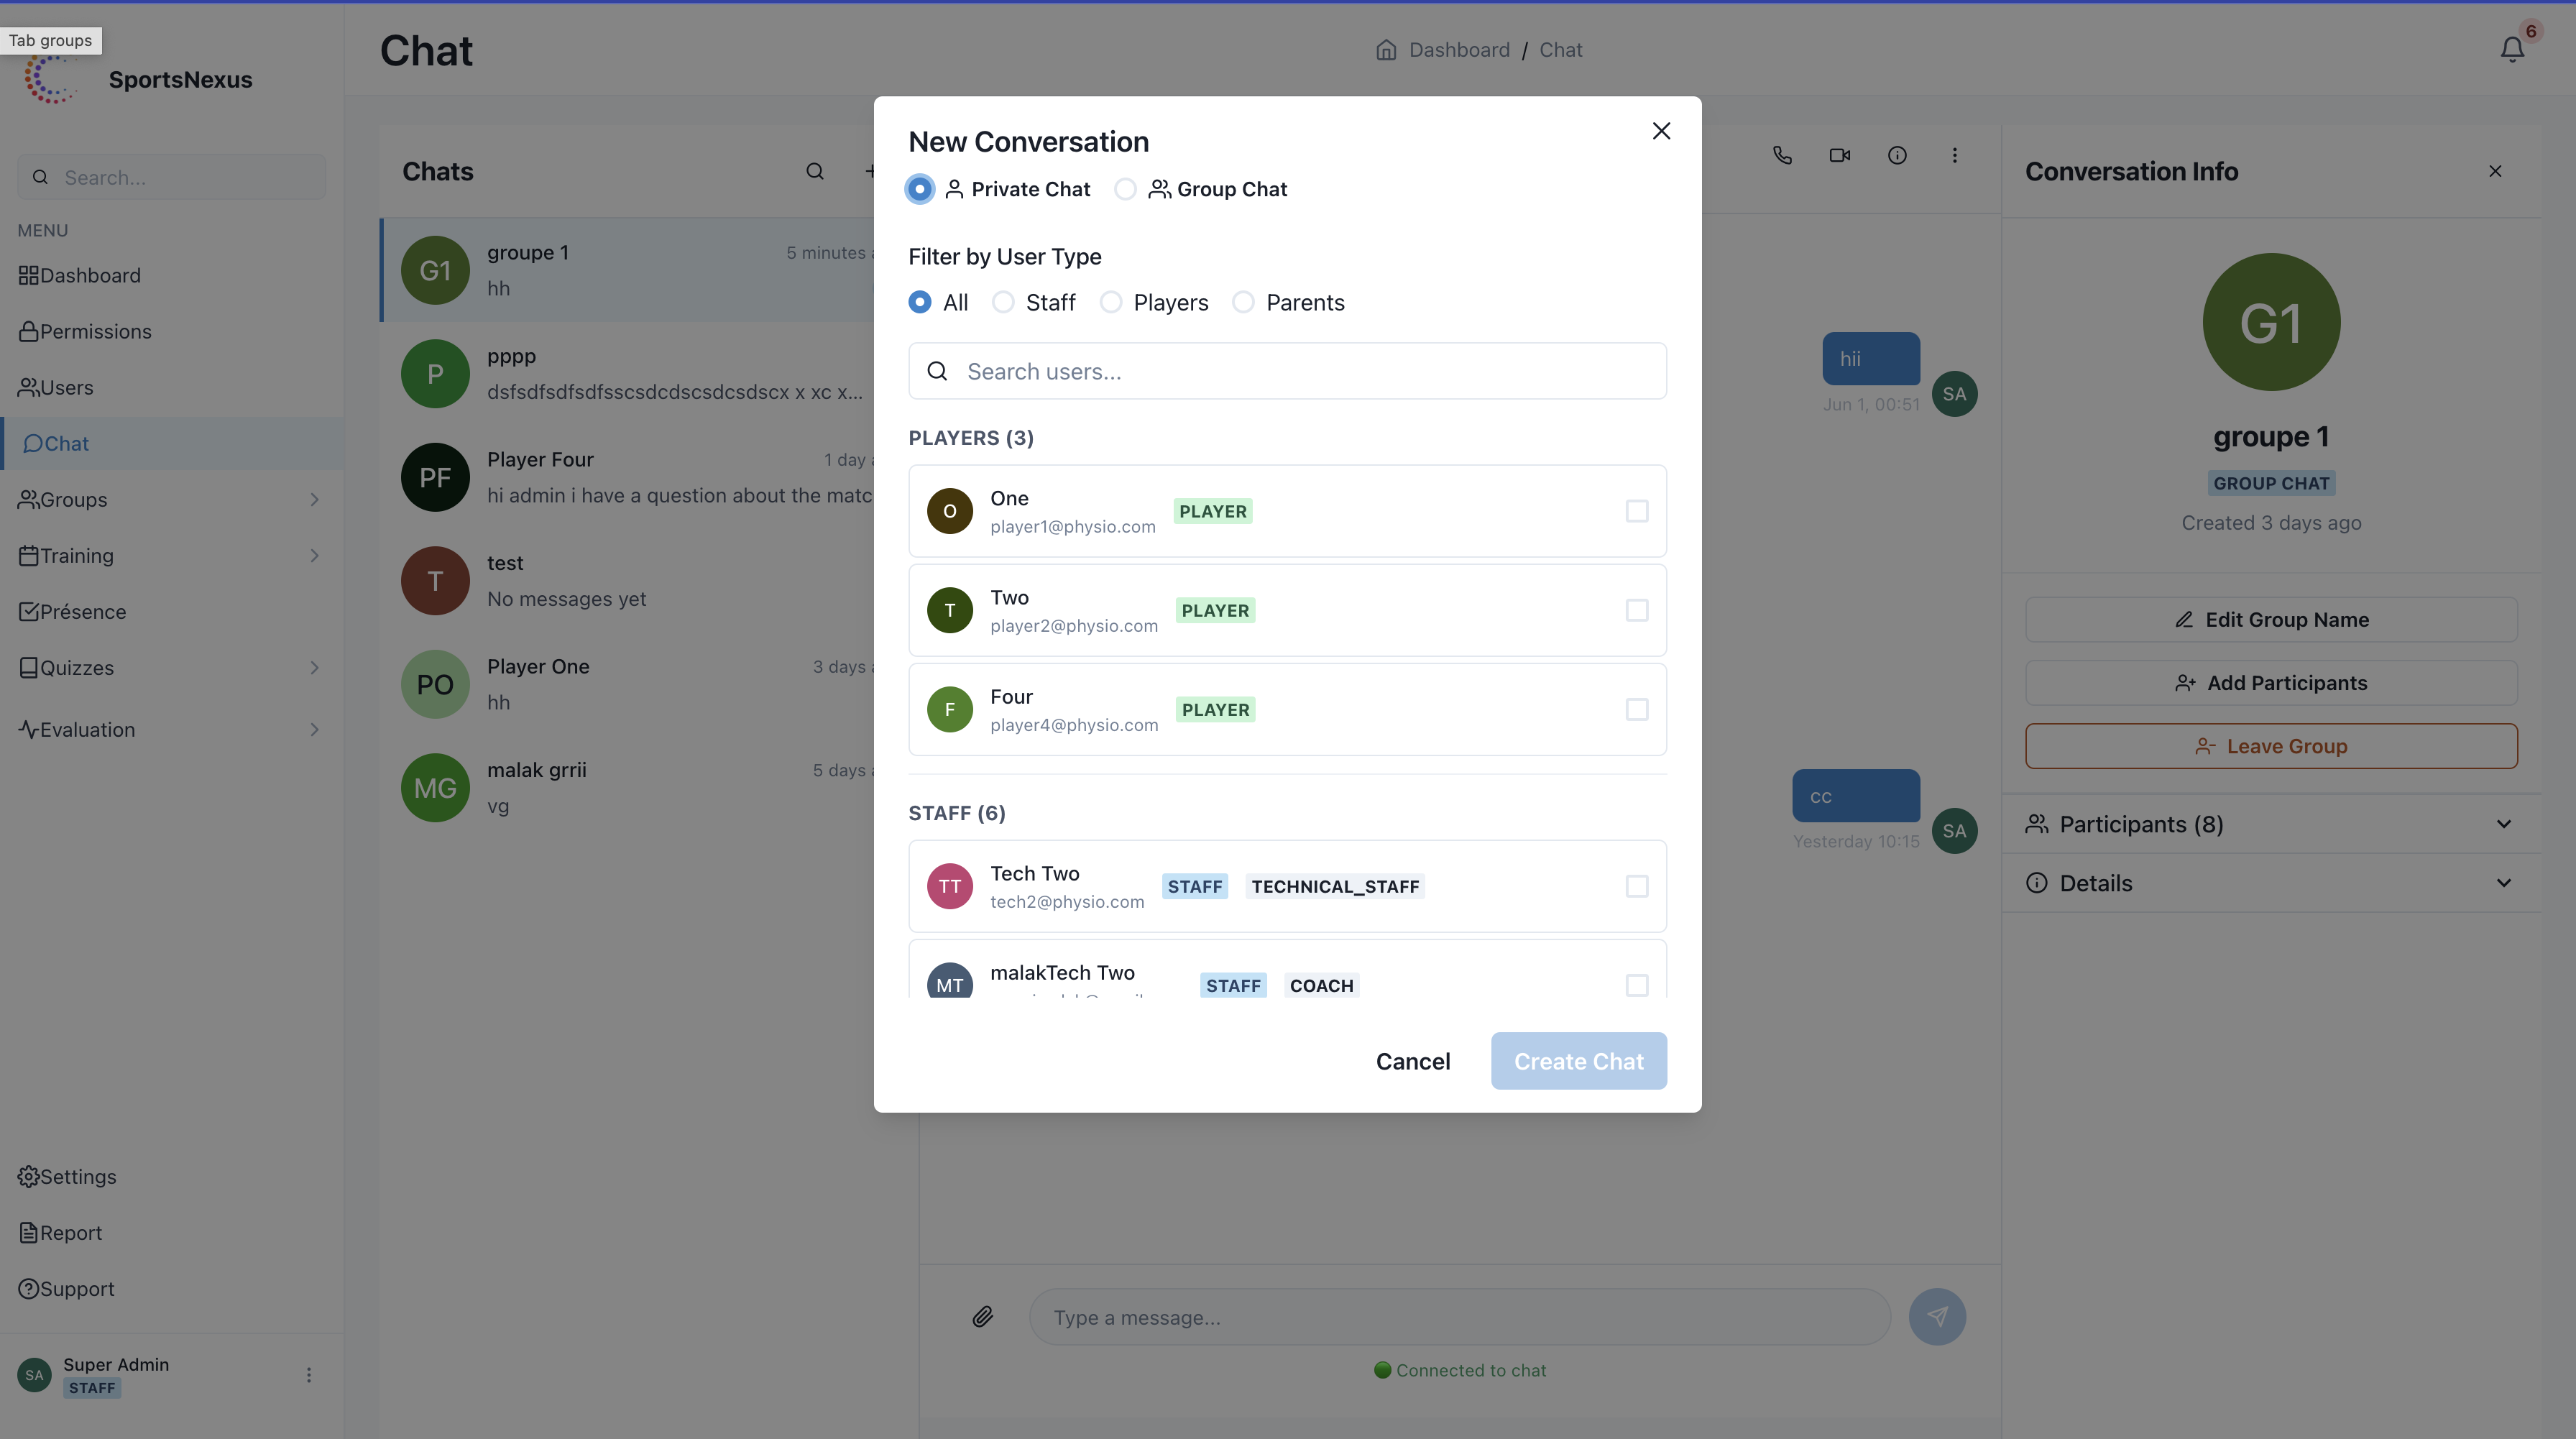 Tab groups
SportsNexus
Search...
MENU
Dashboard
Permissions
Users
Chat
Groups
Training
Présence
Quizzes
Evaluation
Settings
Report
Support
SA
Super Admin
STAFF
Chat
Dashboard / Chat
6
Chats
G1
groupe 1
5 minutes
hh
P
pppp
dsfsdfsdfsdfsscsdcdscsdcsdscx x xc x...
PF
Player Four
1 day
hi admin i have a question about the matc
T
test
No messages yet
PO
Player One
3 days
hh
MG
malak grrii
5 days
vg
New Conversation
Private Chat
Group Chat
Filter by User Type
All
Staff
Players
Parents
Search users...
PLAYERS (3)
O
One
player1@physio.com
PLAYER
T
Two
player2@physio.com
PLAYER
F
Four
player4@physio.com
PLAYER
STAFF (6)
TT
Tech Two
tech2@physio.com
STAFF
TECHNICAL_STAFF
MT
malakTech Two
STAFF
COACH
Cancel
Create Chat
hii
Jun 1, 00:51
SA
cc
Yesterday 10:15
SA
Type a message...
Connected to chat
Conversation Info
G1
groupe 1
GROUP CHAT
Created 3 days ago
Edit Group Name
Add Participants
Leave Group
Participants (8)
Details